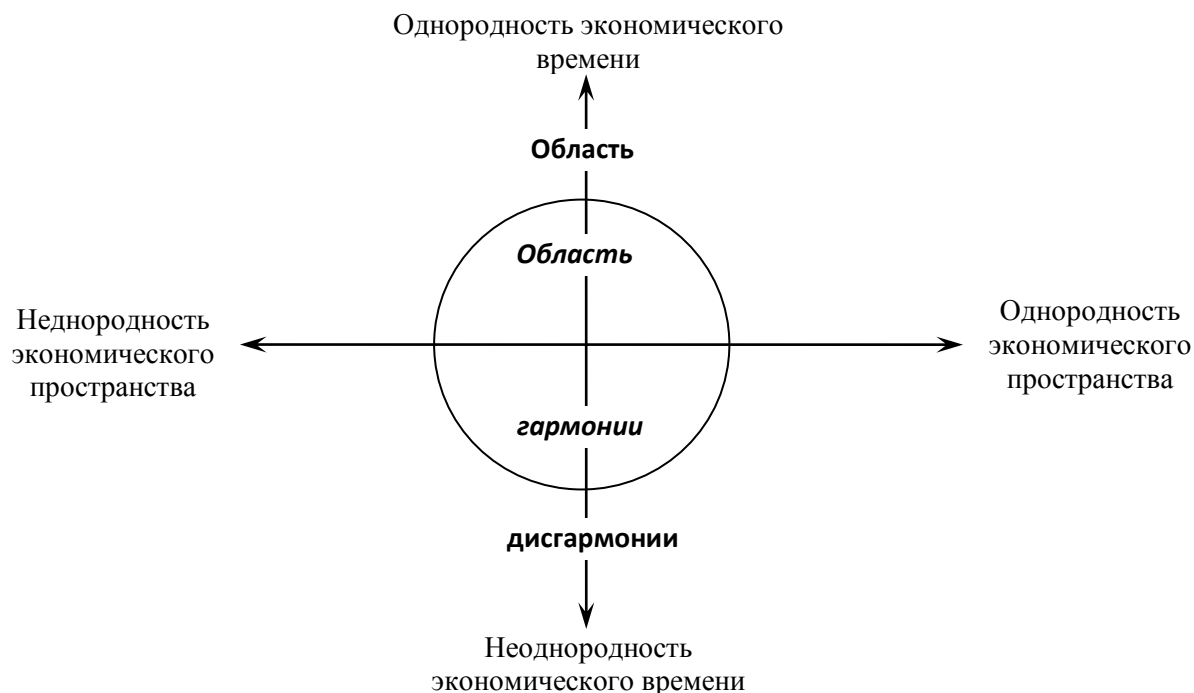 Однородность экономического
времени
Область
Область
Неднородность
экономического
пространства
Однородность
экономического
пространства
гармонии
дисгармонии
Неоднородность
экономического времени